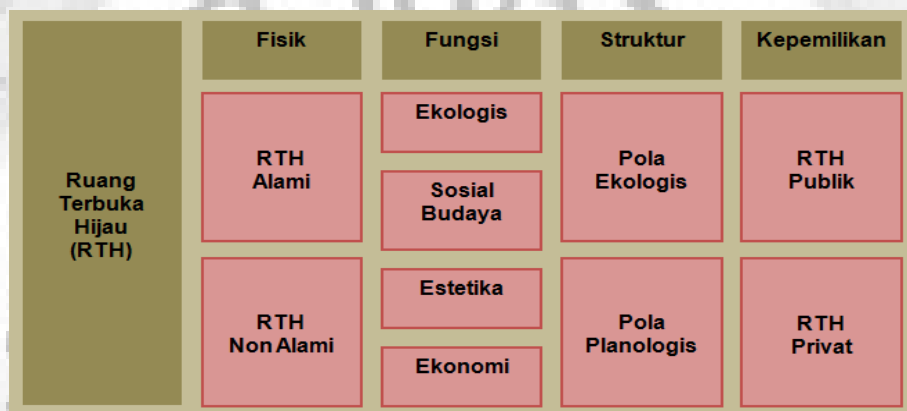 Ruang
Terbuka
Hijau
(RTH)
Fisik
RTH
Alami
RTH
Non Alami
Fungsi
Ekologis
Sosial
Budaya
Estetika
Ekonomi
Struktur
Pola
Ekologis
Pola
Planologis
Kepemilikan
RTH
Publik
RTH
Privat